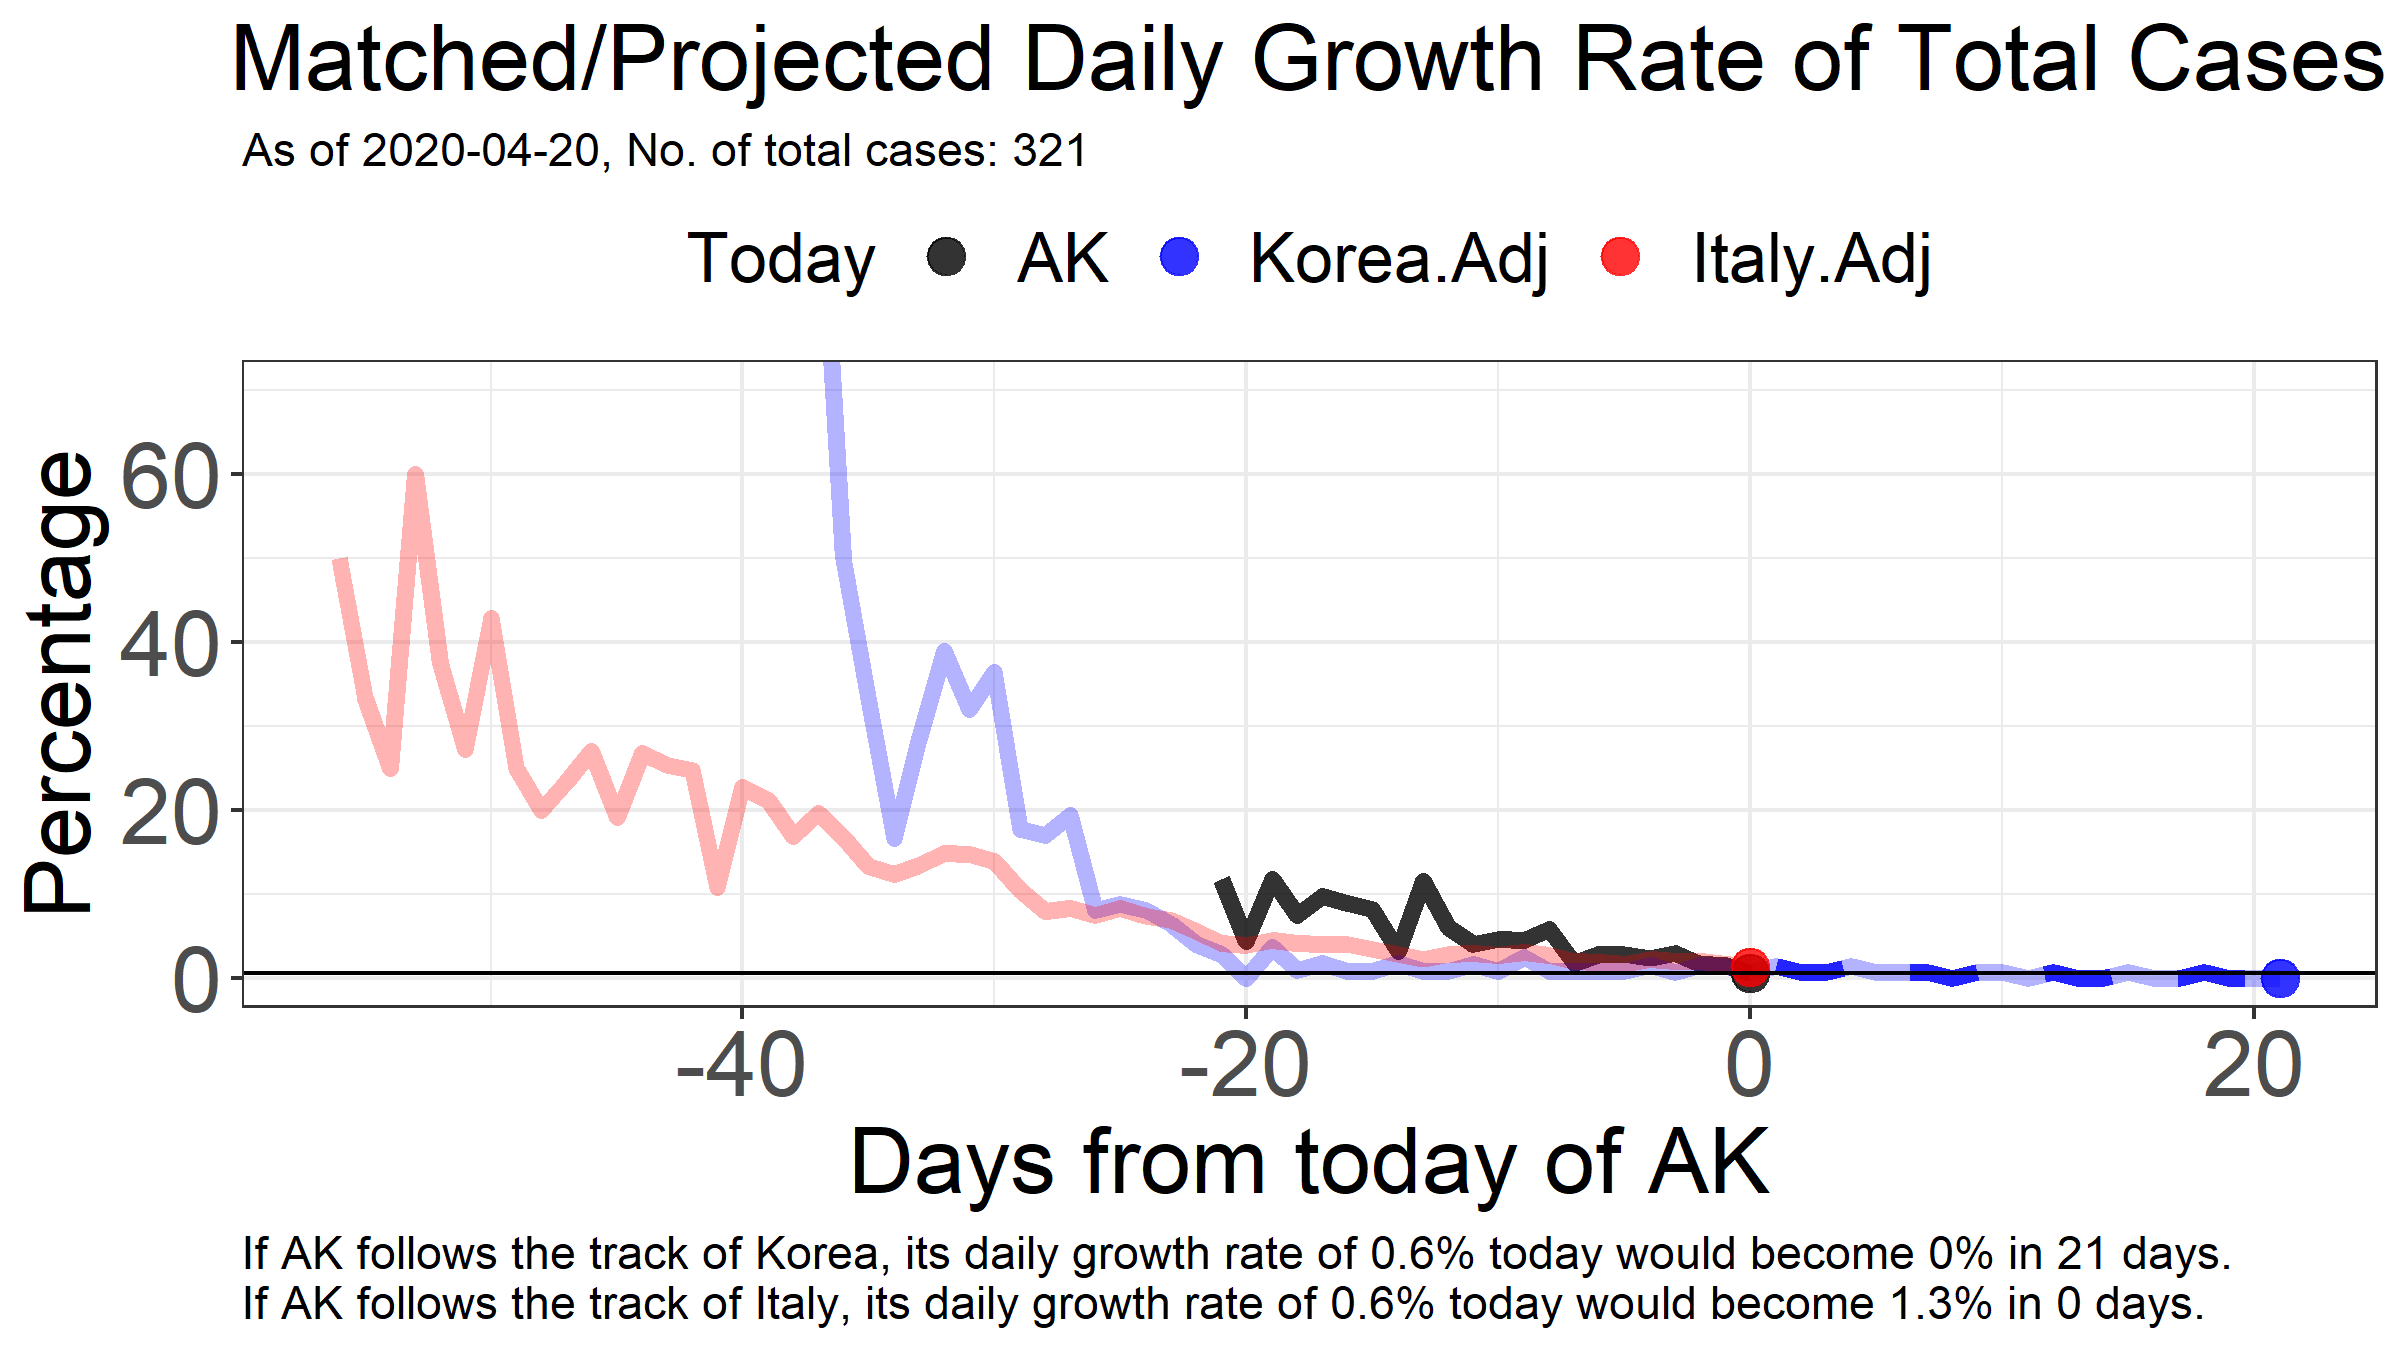 Matched/Projected Daily Growth Rate of Total Cases
As of 2020-04-20, No. of total cases: 321
Today AK Korea.Adj Italy.Adj
Percentage
60
40
20
0
-40 -20 0 20
Days from today of AK
If AK follows the track of Korea, its daily growth rate of 0.6% today would become 0% in 21 days.
If AK follows the track of Italy, its daily growth rate of 0.6% today would become 1.3% in 0 days.